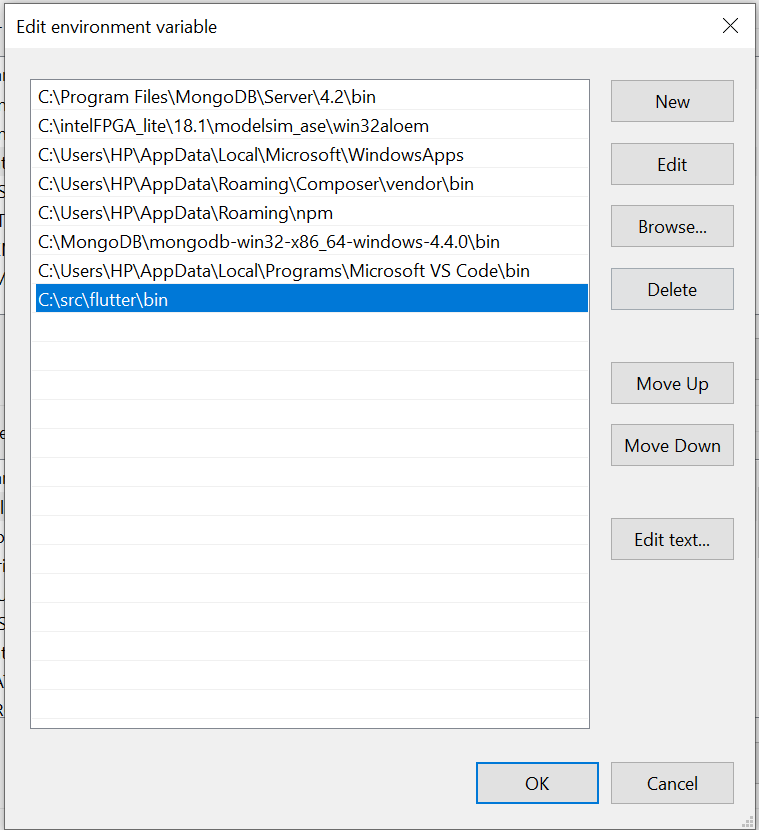 Edit environment variable
C:\Program Files\MongoDB\Server\4.2\bin
C:\intelFPGA_lite\18.1\modelsim_ase\win32aloem
C:\Users\HP\AppData\Local\Microsoft\WindowsApps
C:\Users\HP\AppData\Roaming\Composer\vendor\bin
C:\Users\HP\AppData\Roaming\npm
C:\MongoDB\mongodb-win32-x86_64-windows-4.4.0\bin
C:\Users\HP\AppData\Local\Programs\Microsoft VS Code\bin
C:\src\flutter\bin
New
Edit
Browse...
Delete
Move Up
Move Down
Edit text...
OK
Cancel